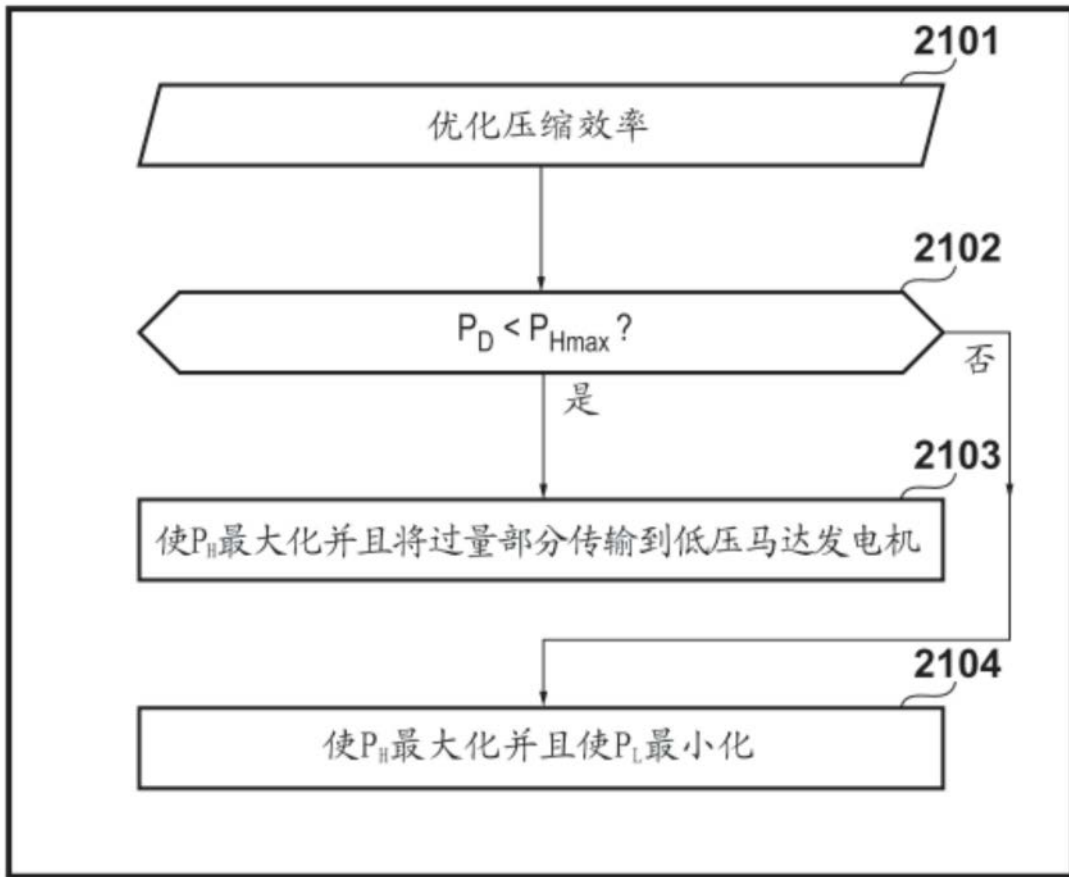 2101
优化压缩效率
2102
P_D < P_Hmax ?
否
是
2103
使P_H最大化并且将过量部分传输到低压马达发电机
2104
使P_H最大化并且使P_L最小化